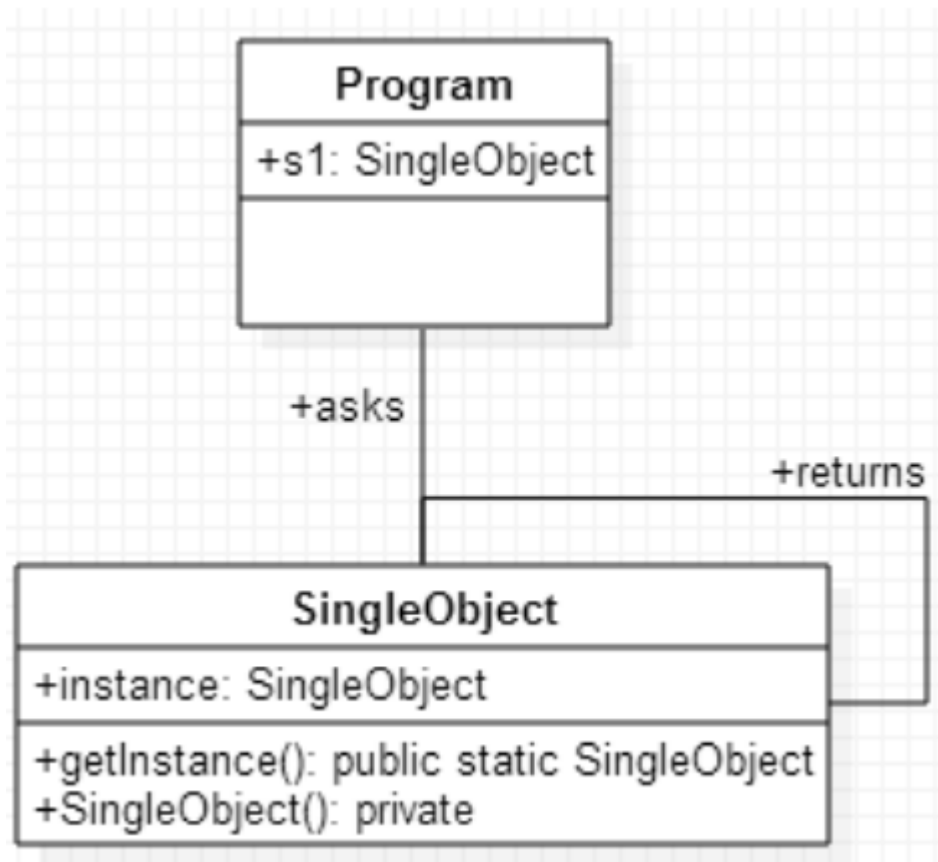 Program
+s1: SingleObject
+asks
+returns
SingleObject
+instance: SingleObject
+getInstance(): public static SingleObject
+SingleObject(): private